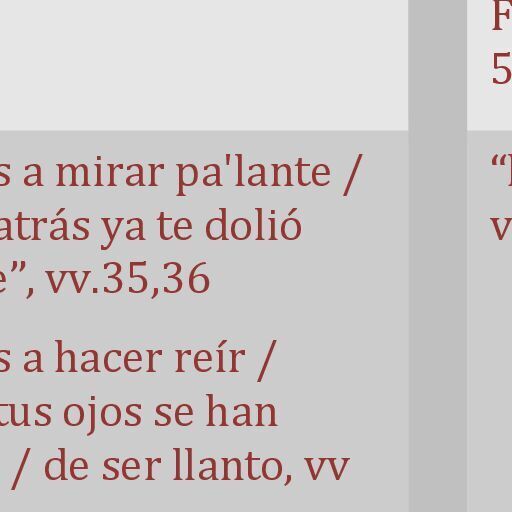 s a mirar pa'lante /
atrás ya te dolió
e”, vv.35,36
s a hacer reír /
tus ojos se han
/ de ser llanto, vv
F
5
“
v